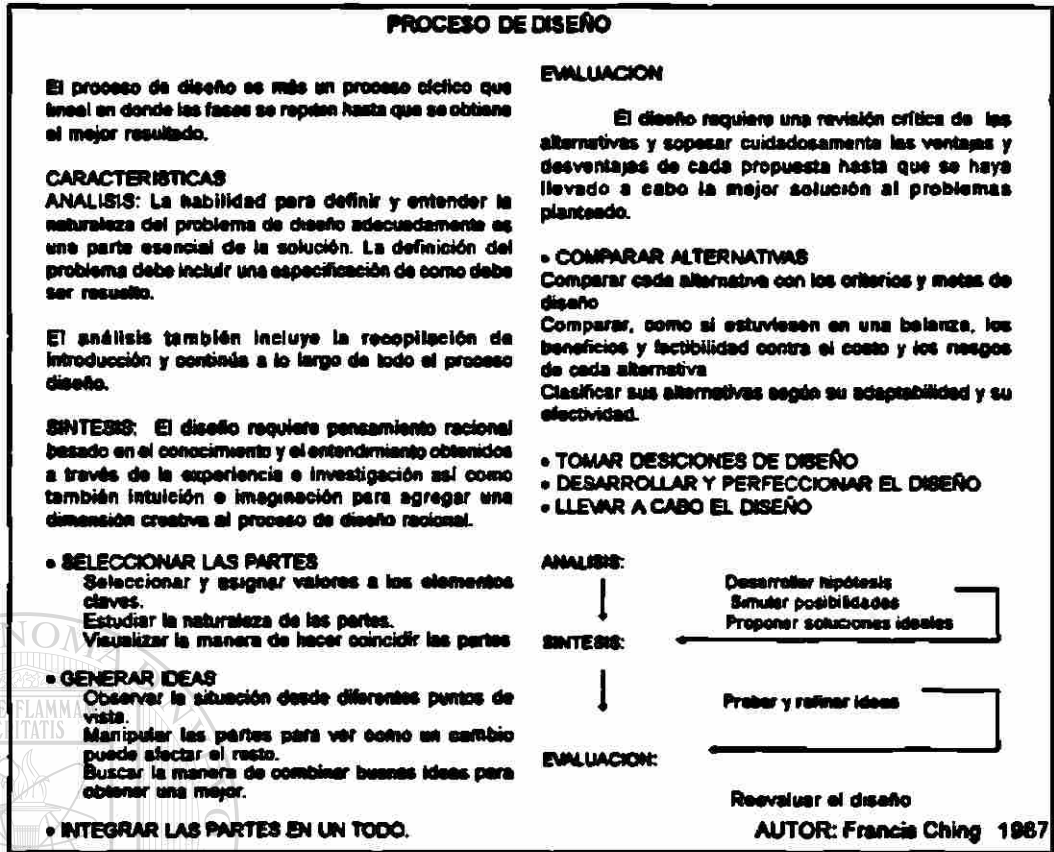 PROCESO DE DISEÑO
El proceso de diseño es más un proceso cíclico que
lineal en donde las fases se repiten hasta que se obtiene
el mejor resultado.
CARACTERISTICAS
ANALISIS: La habilidad para definir y entender la
naturaleza del problema de diseño adecuadamente es
una parte esencial de la solución. La definición del
problema debe incluir una especificación de como debe
ser resuelto.
El análisis también incluye la recopilación de
introducción y continúa a lo largo de todo el proceso
diseño.
SINTESIS: El diseño requiere pensamiento racional
basado en el conocimiento y el entendimiento obtenidos
a través de la experiencia e investigación así como
también intuición e imaginación para agregar una
dimensión creativa al proceso de diseño racional.
• SELECCIONAR LAS PARTES
Seleccionar y asignar valores a los elementos
claves.
Estudiar la naturaleza de las partes.
Visualizar la manera de hacer coincidir las partes
• GENERAR IDEAS
Observar la situación desde diferentes puntos de
vista.
Manipular las partes para ver como un cambio
puede afectar el resto.
Buscar la manera de combinar buenas ideas para
obtener una mejor.
• INTEGRAR LAS PARTES EN UN TODO.
EVALUACION
El diseño requiere una revisión crítica de las
alternativas y sopesar cuidadosamente las ventajas y
desventajas de cada propuesta hasta que se haya
llevado a cabo la mejor solución al problemas
planteado.
• COMPARAR ALTERNATIVAS
Comparar cada alternativa con los criterios y metas de
diseño
Comparar, como si estuviesen en una balanza, los
beneficios y factibilidad contra el costo y los riesgos
de cada alternativa
Clasificar sus alternativas según su adaptabilidad y su
efectividad.
• TOMAR DESICIONES DE DISEÑO
• DESARROLLAR Y PERFECCIONAR EL DISEÑO
• LLEVAR A CABO EL DISEÑO
ANALISIS:
Desarrollar hipótesis
Simular posibilidades
Proponer soluciones ideales
SINTESIS:
Probar y refinar ideas
EVALUACION:
Reevaluar el diseño
AUTOR: Francis Ching 1987